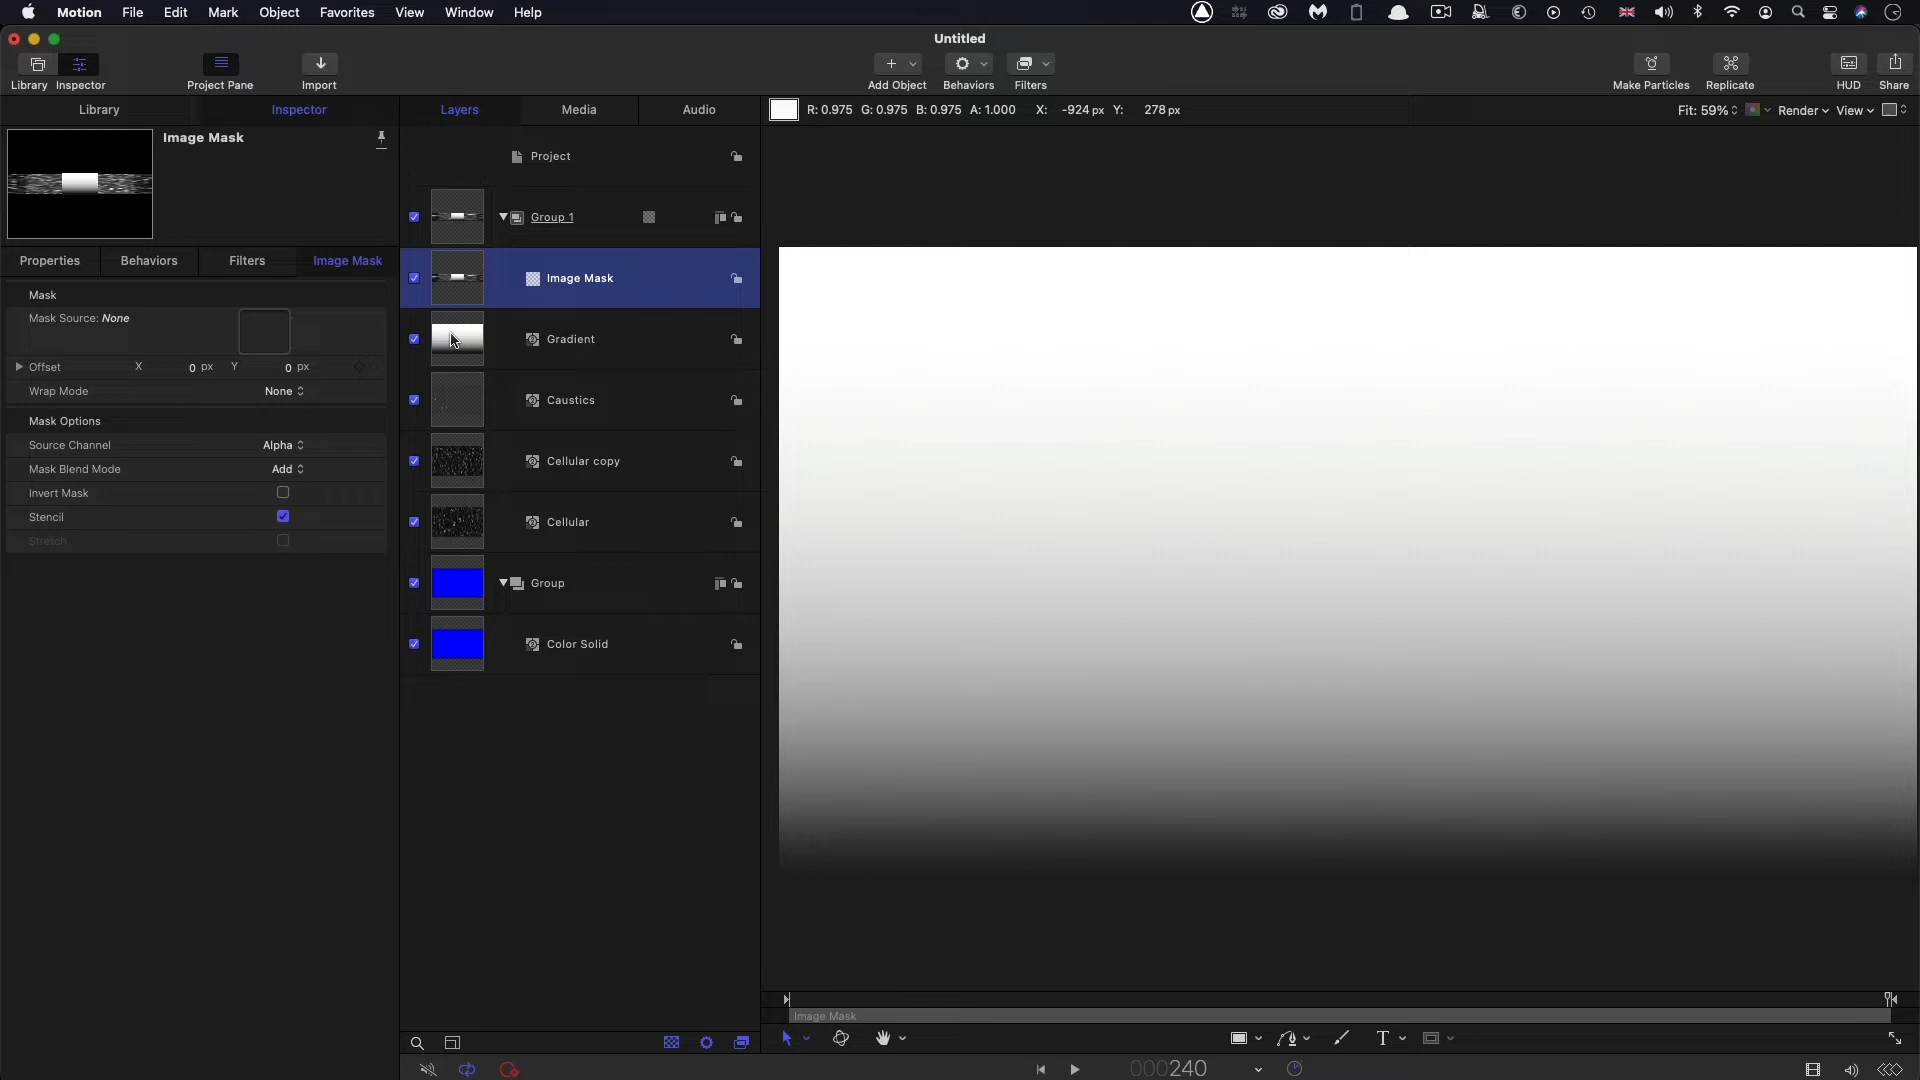 Motion File Edit Mark Object Favorites View Window Help
Untitled
Library Inspector Project Pane Import Add Object Behaviors Filters Make Particles Replicate HUD Share
Library Inspector
Layers Media Audio
R: 0.975 G: 0.975 B: 0.975 A: 1.000 X: -924 px Y: 278 px
Fit: 59% Render View
Image Mask
Properties Behaviors Filters Image Mask
Mask
Mask Source: None
Offset X 0 px Y 0 px
Wrap Mode None
Mask Options
Source Channel Alpha
Mask Blend Mode Add
Invert Mask
Stencil
Stretch
Project
Group 1
Image Mask
Gradient
Caustics
Cellular copy
Cellular
Group
Color Solid
Image Mask
T
000240